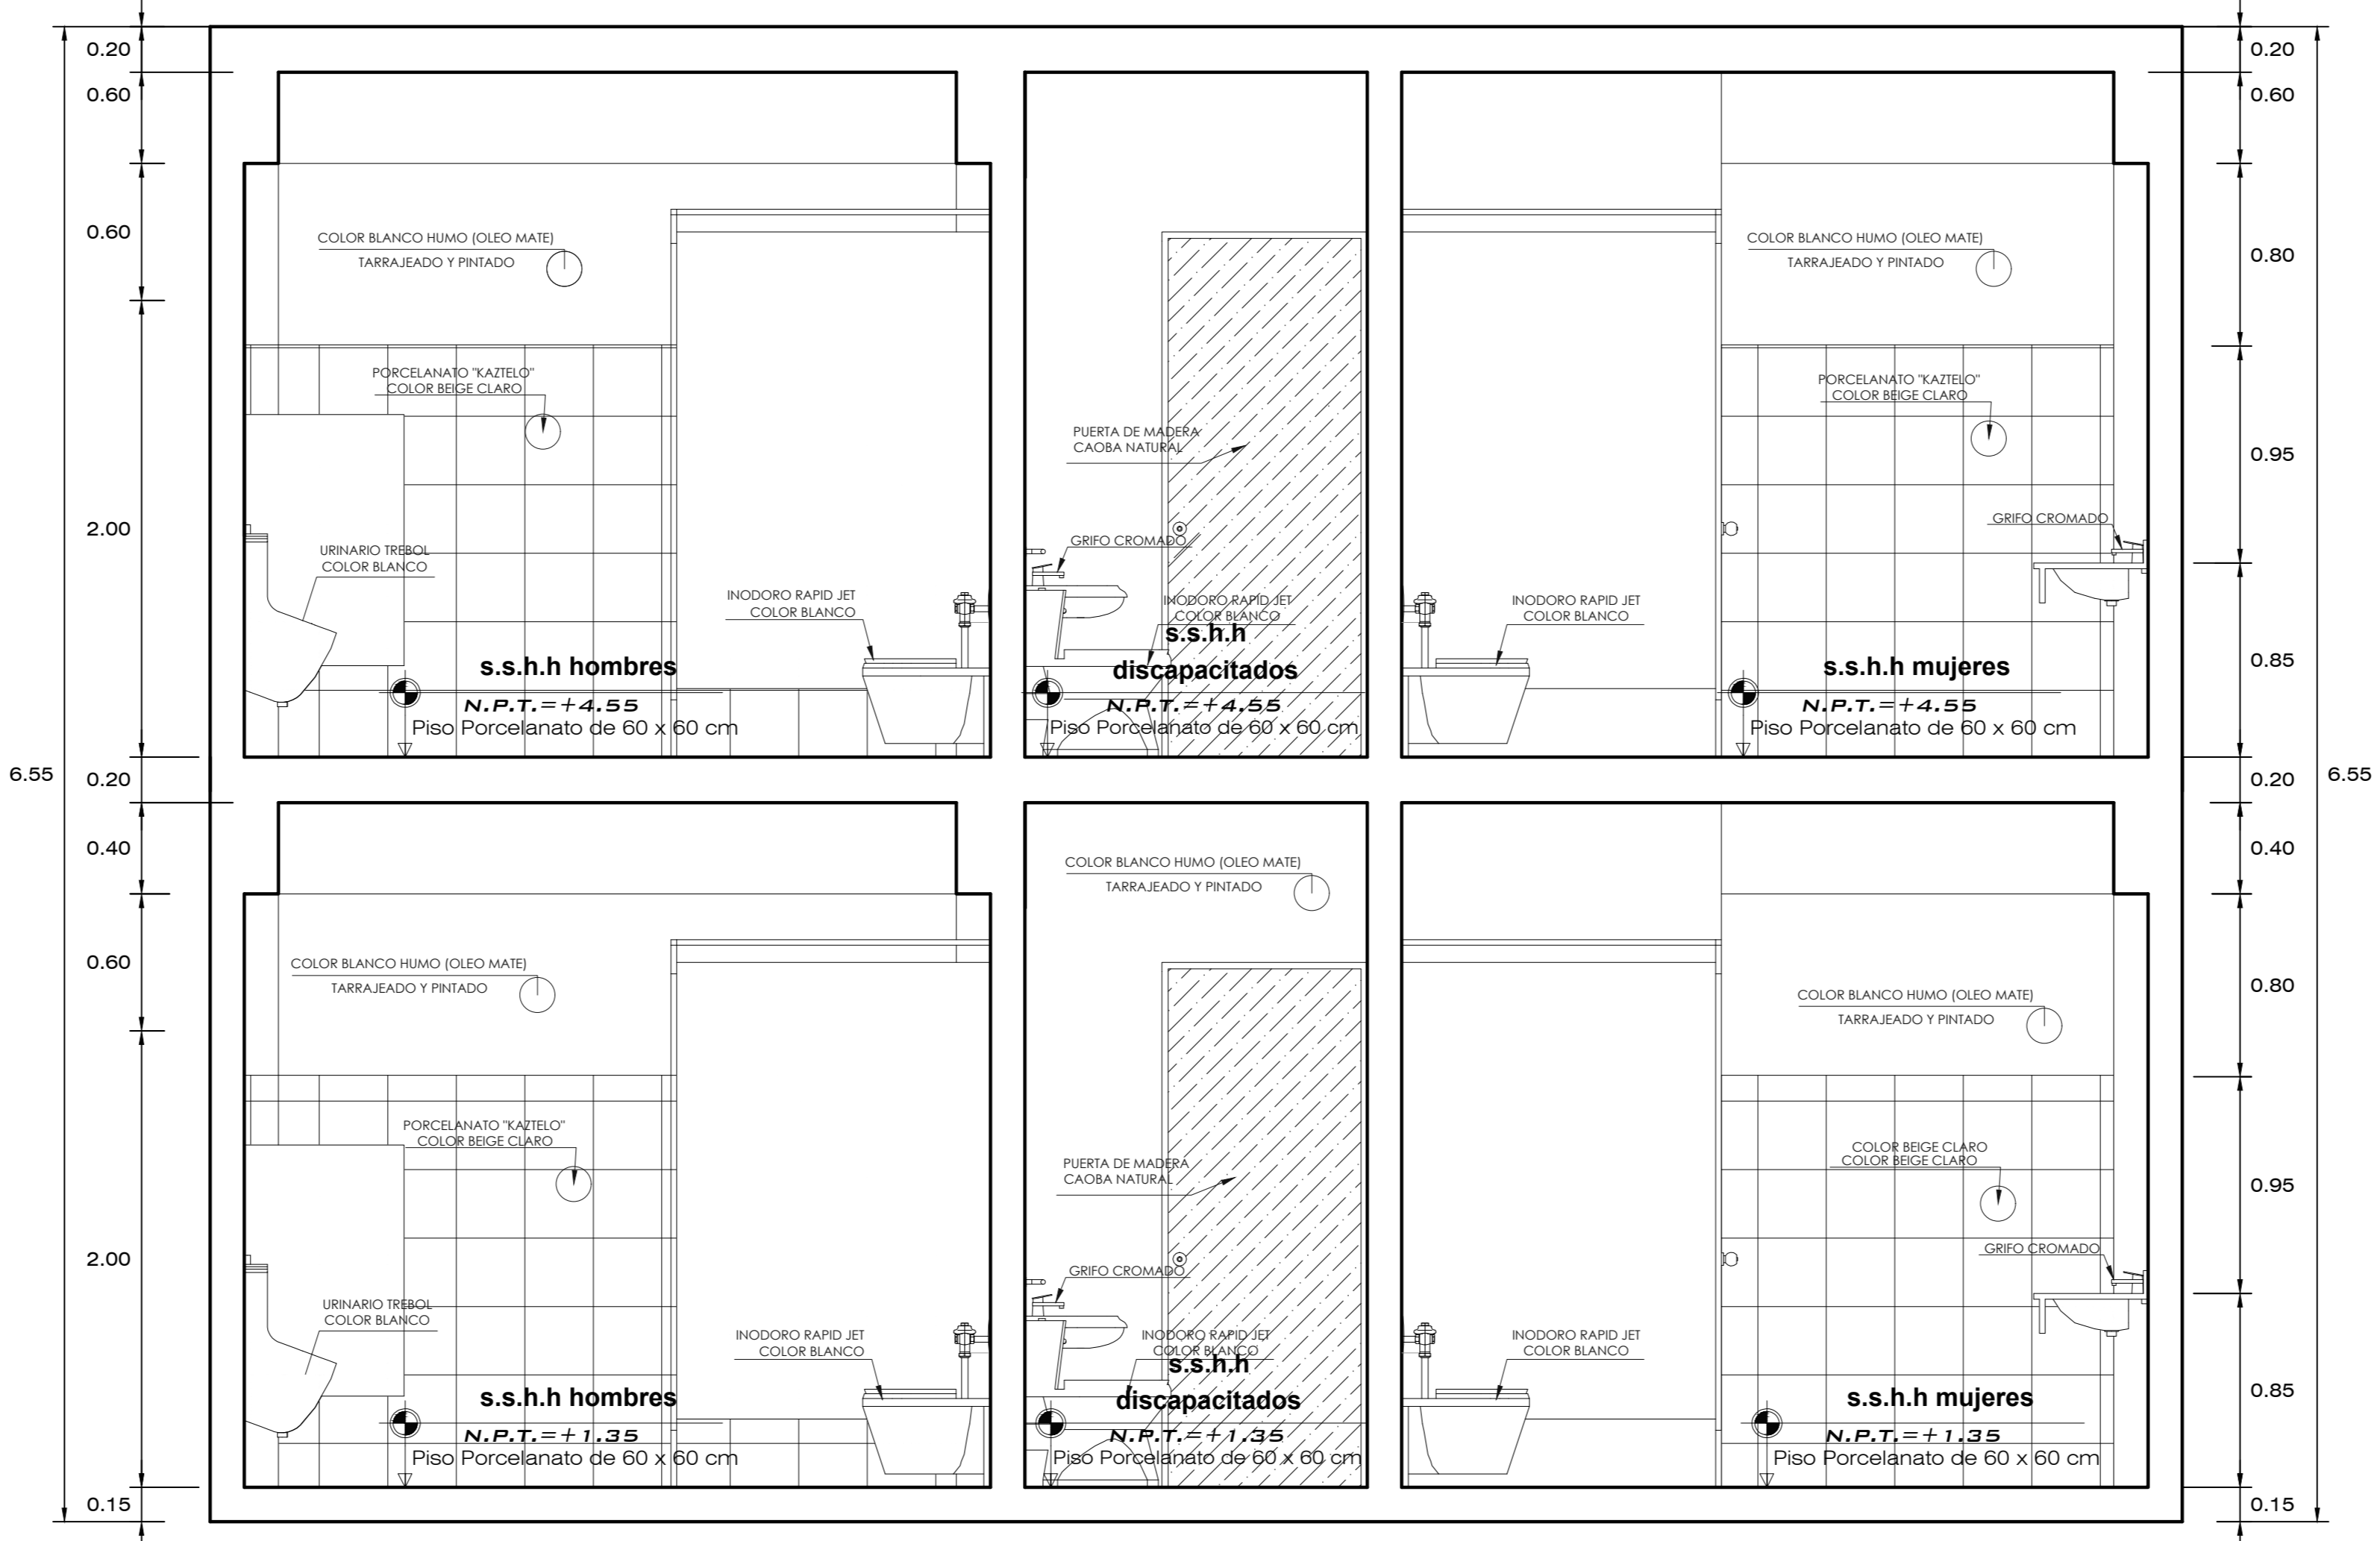 0.20
0.60
0.60
2.00
0.20
0.40
0.60
2.00
0.15
6.55
COLOR BLANCO HUMO (OLEO MATE)
TARRAJEADO Y PINTADO
PORCELANATO "KAZTELO"
COLOR BEIGE CLARO
URINARIO TREBOL
COLOR BLANCO
INODORO RAPID JET
COLOR BLANCO
s.s.h.h hombres
N.P.T.=+4.55
Piso Porcelanato de 60 x 60 cm
PUERTA DE MADERA
CAOBA NATURAL
GRIFO CROMADO
INODORO RAPID JET
COLOR BLANCO
s.s.h.h
discapacitados
N.P.T.=+4.55
Piso Porcelanato de 60 x 60 cm
COLOR BLANCO HUMO (OLEO MATE)
TARRAJEADO Y PINTADO
PORCELANATO "KAZTELO"
COLOR BEIGE CLARO
GRIFO CROMADO
INODORO RAPID JET
COLOR BLANCO
s.s.h.h mujeres
N.P.T.=+4.55
Piso Porcelanato de 60 x 60 cm
COLOR BLANCO HUMO (OLEO MATE)
TARRAJEADO Y PINTADO
PORCELANATO "KAZTELO"
COLOR BEIGE CLARO
URINARIO TREBOL
COLOR BLANCO
INODORO RAPID JET
COLOR BLANCO
s.s.h.h hombres
N.P.T.=+1.35
Piso Porcelanato de 60 x 60 cm
COLOR BLANCO HUMO (OLEO MATE)
TARRAJEADO Y PINTADO
PUERTA DE MADERA
CAOBA NATURAL
GRIFO CROMADO
INODORO RAPID JET
COLOR BLANCO
s.s.h.h
discapacitados
N.P.T.=+1.35
Piso Porcelanato de 60 x 60 cm
COLOR BLANCO HUMO (OLEO MATE)
TARRAJEADO Y PINTADO
COLOR BEIGE CLARO
COLOR BEIGE CLARO
GRIFO CROMADO
INODORO RAPID JET
COLOR BLANCO
s.s.h.h mujeres
N.P.T.=+1.35
Piso Porcelanato de 60 x 60 cm
0.20
0.60
0.80
0.95
0.85
0.20
0.40
0.80
0.95
0.85
0.15
6.55